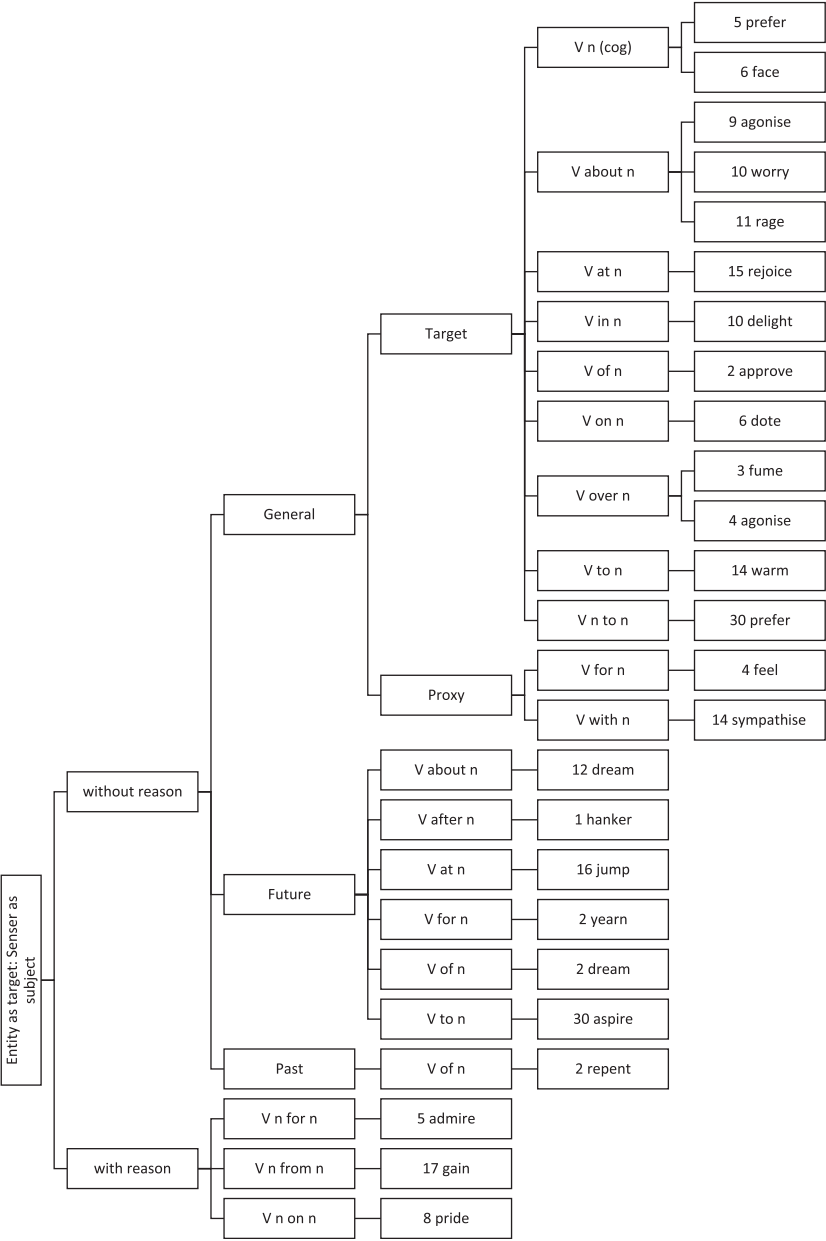 Entity as target: Senser as
subject
without reason
General
Target
V n (cog)
5 prefer
6 face
V about n
9 agonise
10 worry
11 rage
V at n
15 rejoice
V in n
10 delight
V of n
2 approve
V on n
6 dote
V over n
3 fume
4 agonise
V to n
14 warm
V n to n
30 prefer
Proxy
V for n
4 feel
V with n
14 sympathise
Future
V about n
12 dream
V after n
1 hanker
V at n
16 jump
V for n
2 yearn
V of n
2 dream
V to n
30 aspire
Past
V of n
2 repent
with reason
V n for n
5 admire
V n from n
17 gain
V n on n
8 pride